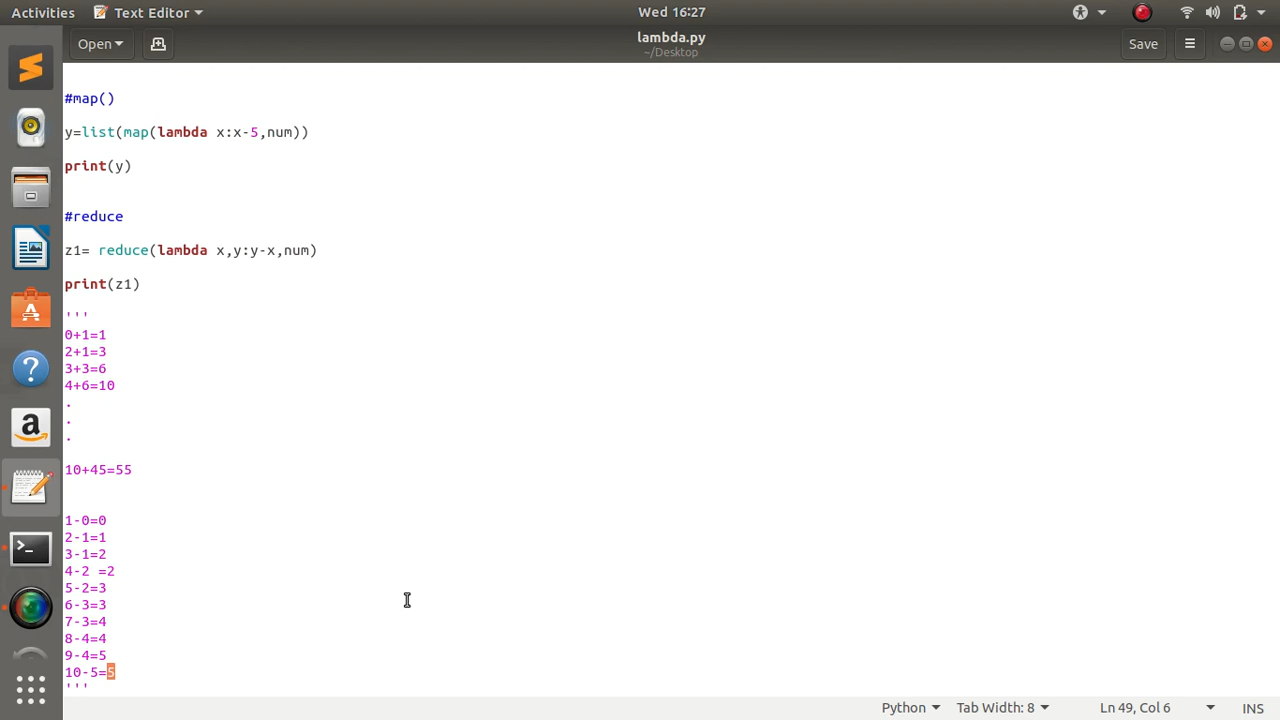 Activities Text Editor Wed 16:27
Open lambda.py Save
~/Desktop
#map()
y=list(map(lambda x:x-5,num))
print(y)
#reduce
z1= reduce(lambda x,y:y-x,num)
print(z1)
'''
0+1=1
2+1=3
3+3=6
4+6=10
.
.
.
10+45=55
1-0=0
2-1=1
3-1=2
4-2 =2
5-2=3
6-3=3
7-3=4
8-4=4
9-4=5
10-5=5
'''
Python Tab Width: 8 Ln 49, Col 6 INS